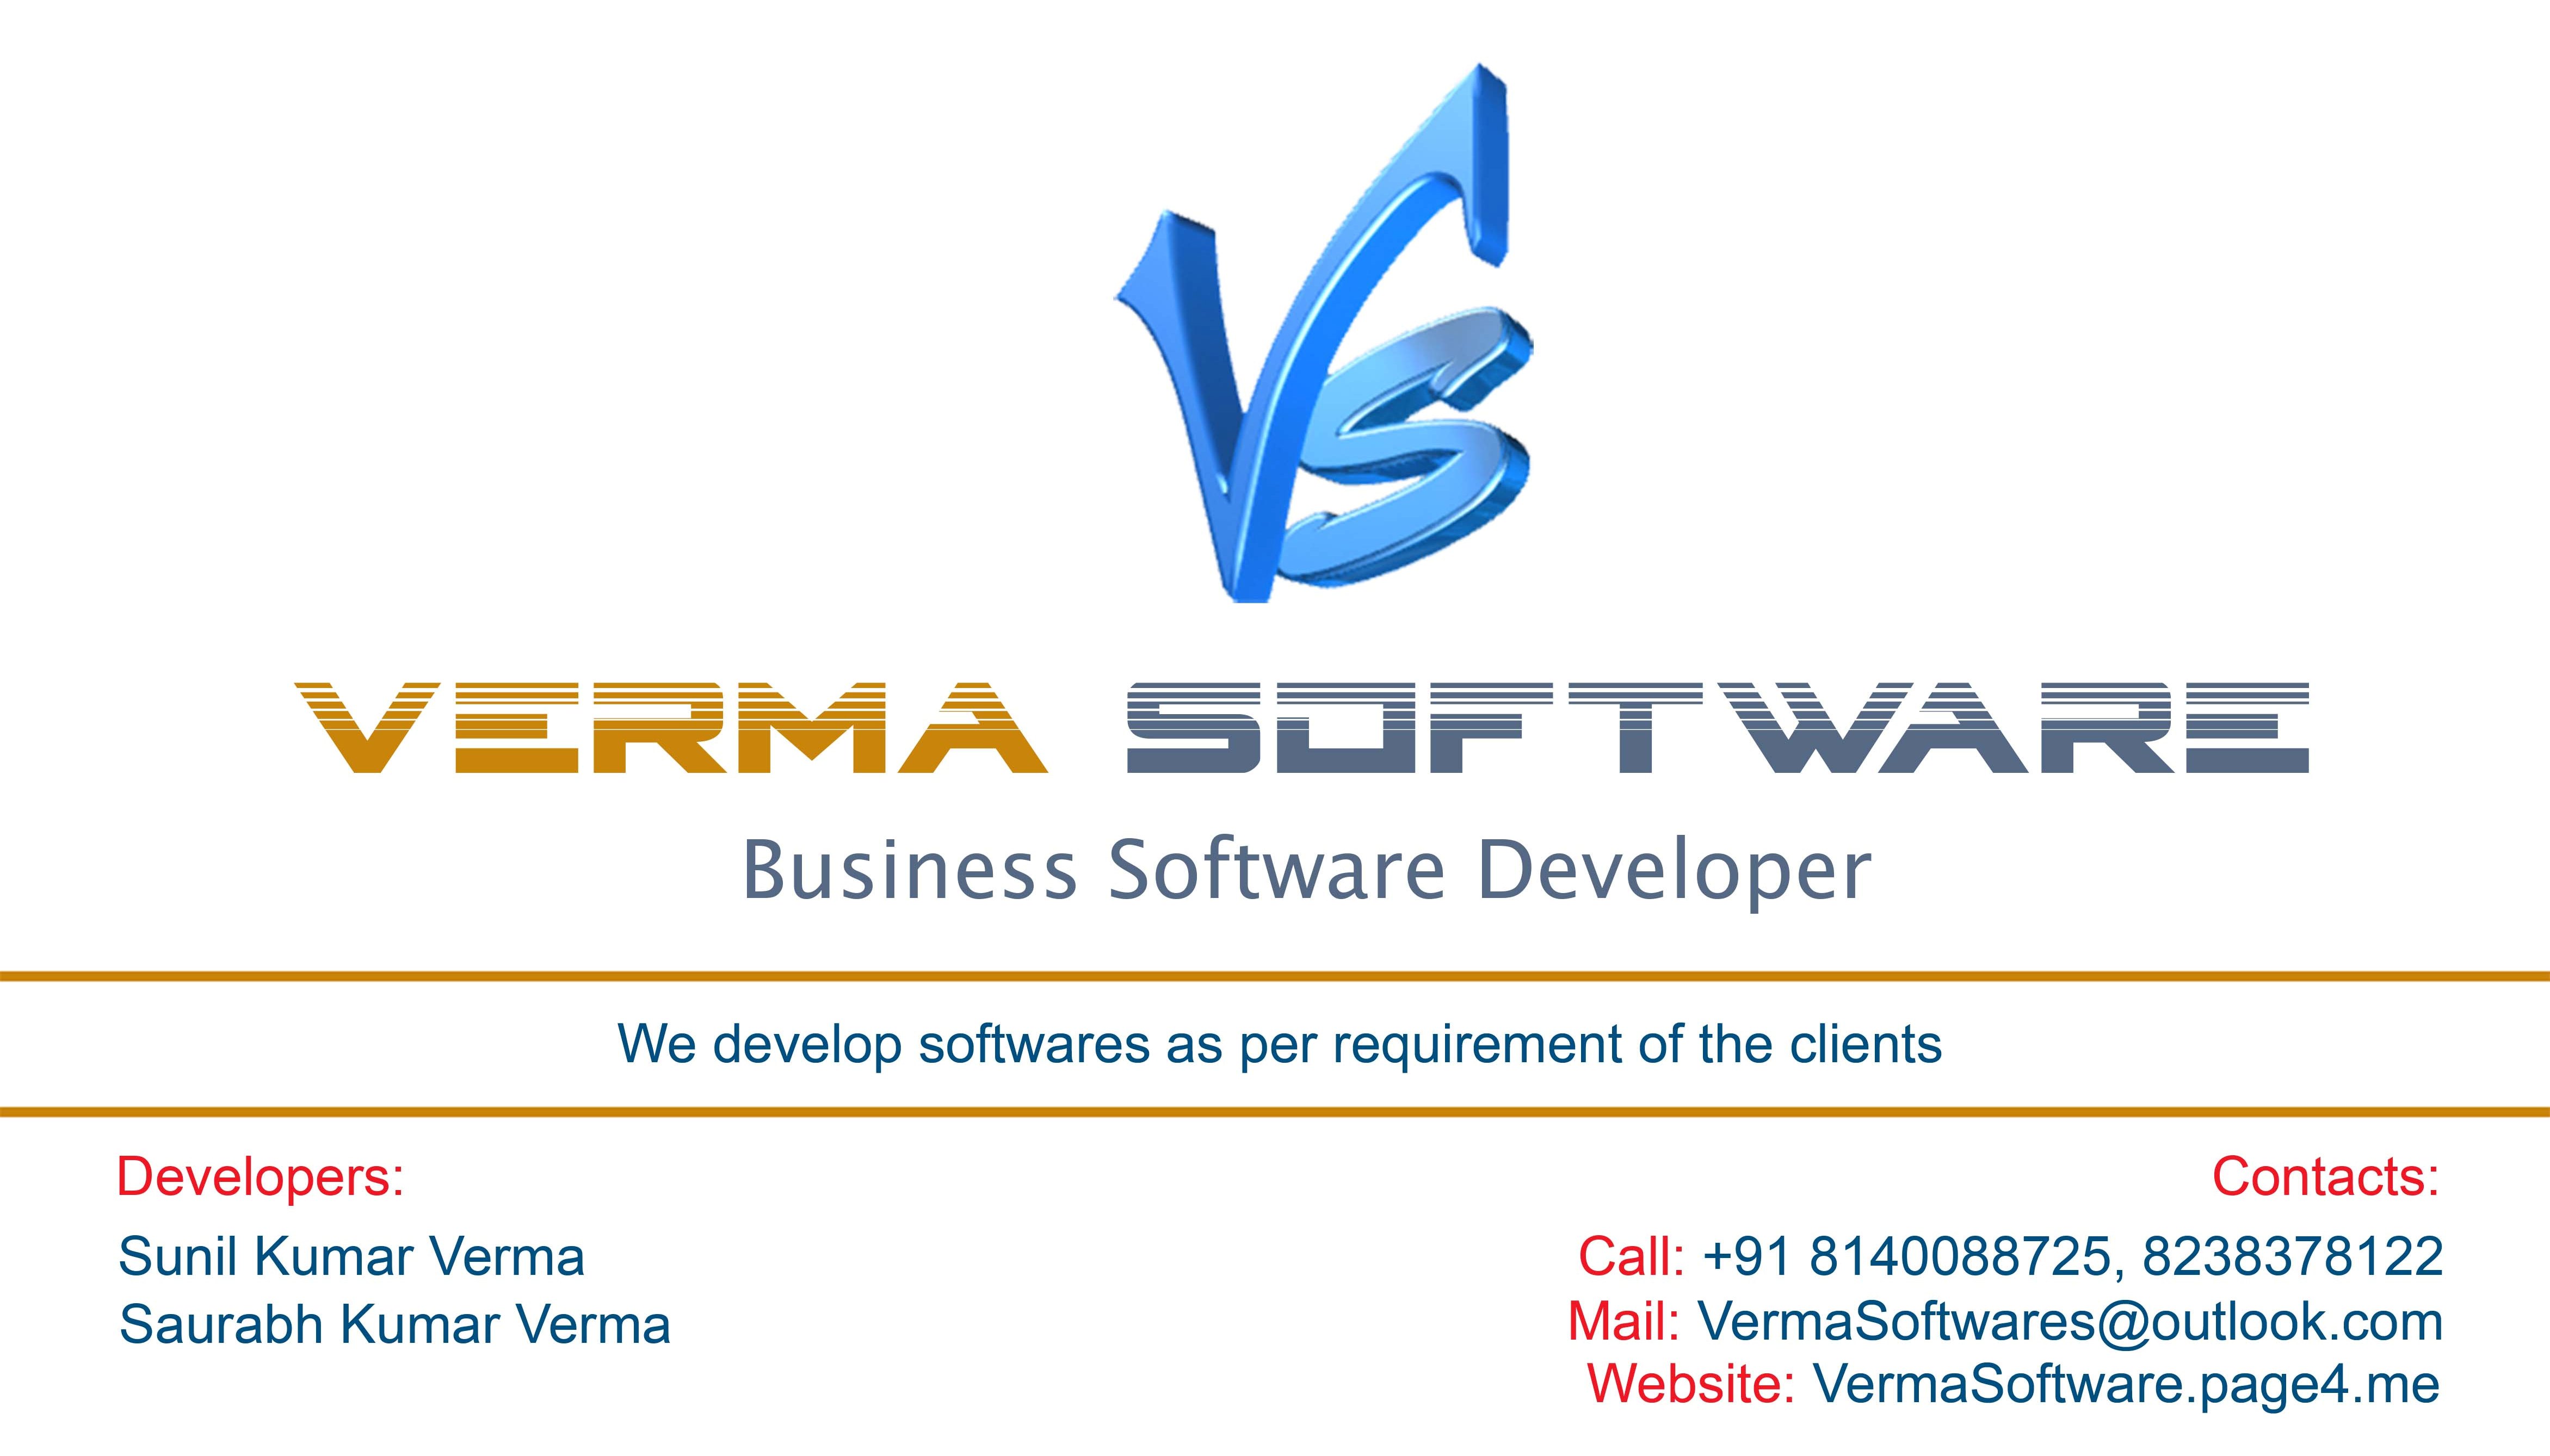 VS
VERMA SOFTWARE
Business Software Developer
We develop softwares as per requirement of the clients
Developers:
Sunil Kumar Verma
Saurabh Kumar Verma
Contacts:
Call: +91 8140088725, 8238378122
Mail: VermaSoftwares@outlook.com
Website: VermaSoftware.page4.me